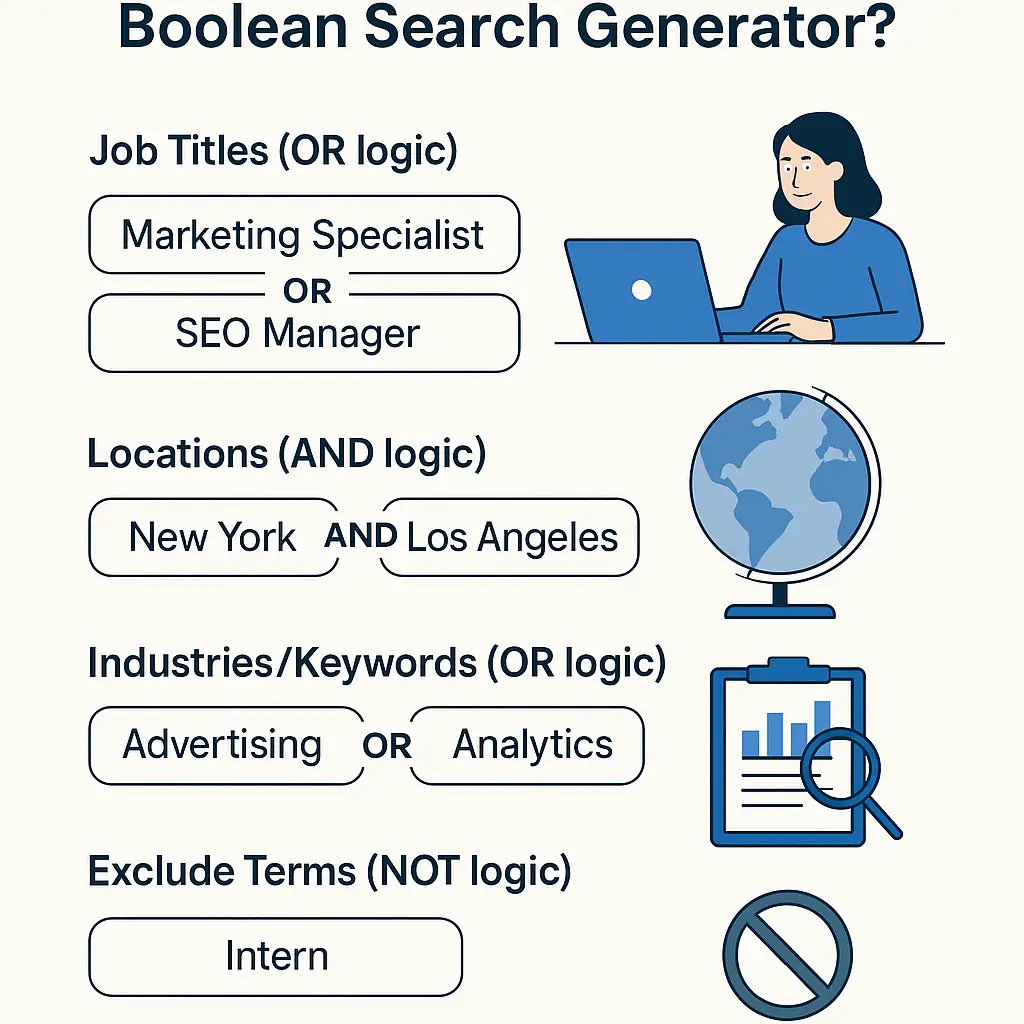 Boolean Search Generator?
Job Titles (OR logic)
Marketing Specialist
OR
SEO Manager
Locations (AND logic)
New York AND Los Angeles
Industries/Keywords (OR logic)
Advertising OR Analytics
Exclude Terms (NOT logic)
Intern